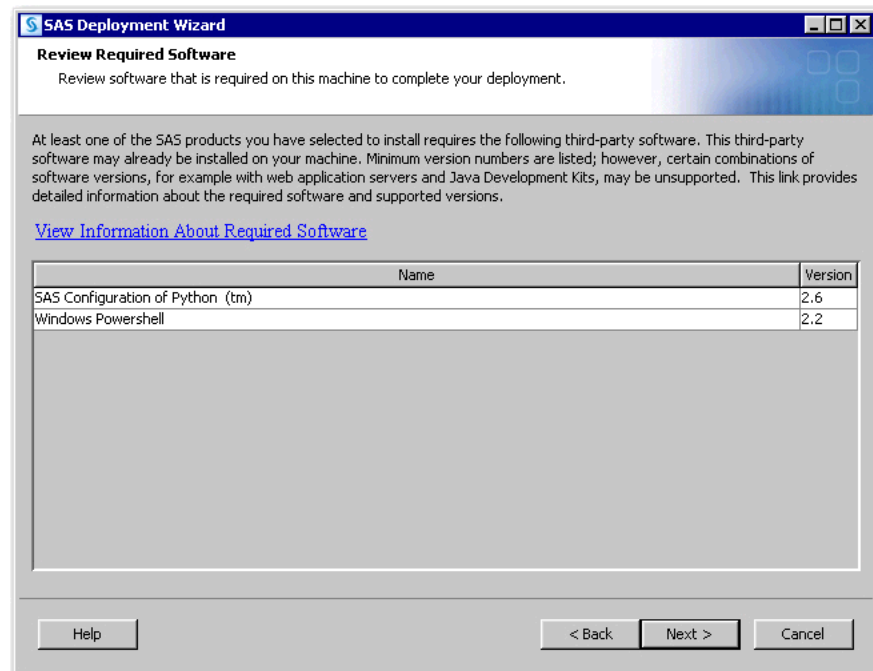 SAS Deployment Wizard
Review Required Software
Review software that is required on this machine to complete your deployment.
At least one of the SAS products you have selected to install requires the following third-party software. This third-party
software may already be installed on your machine. Minimum version numbers are listed; however, certain combinations of
software versions, for example with web application servers and Java Development Kits, may be unsupported. This link provides
detailed information about the required software and supported versions.
View Information About Required Software
Name Version
SAS Configuration of Python (tm) 2.6
Windows Powershell 2.2
Help < Back Next > Cancel